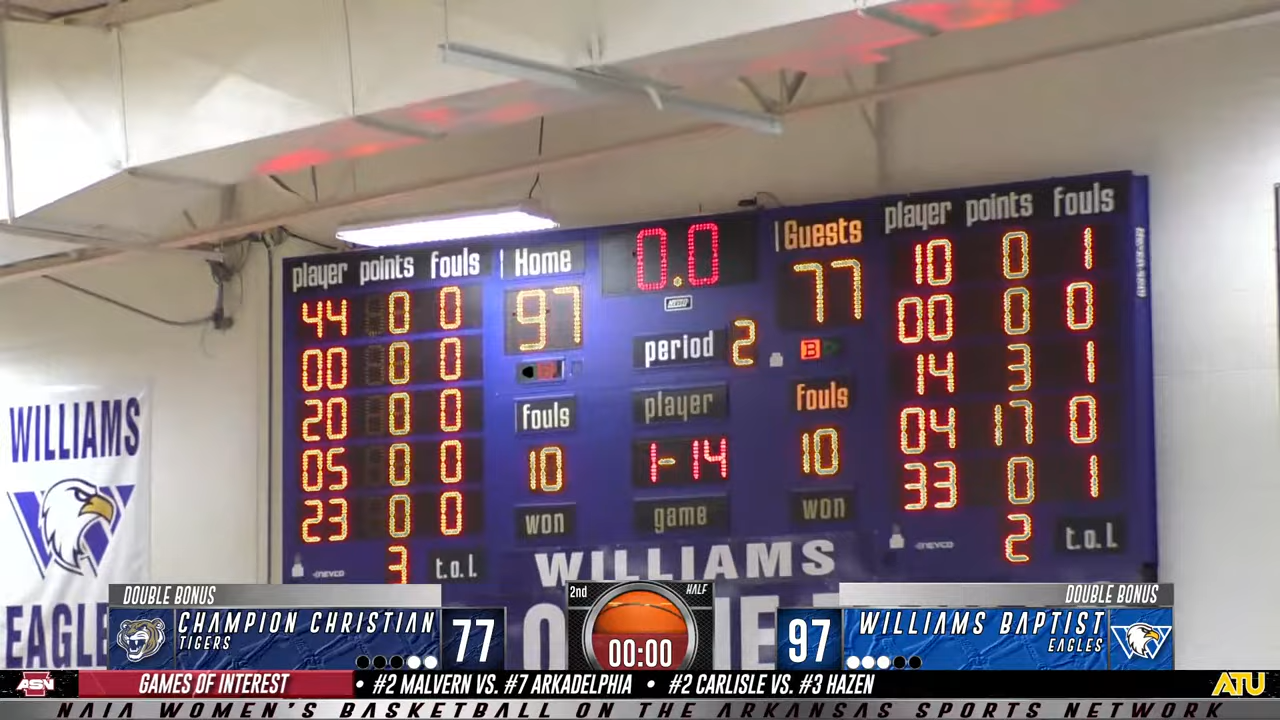 player points fouls
44 0 0
00 0 0
20 0 0
05 0 0
23 0 0
3 t.o.l
Home
97
fouls
10
won
0.0
NEVCO
period 2
player
1-14
game
Guests
77
B
fouls
10
won
player points fouls
10 0 1
00 0 0
14 3 1
04 17 0
33 0 1
2 t.o.l
NEVCO
NEVCO
WILLIAMS
WILLIAMS
EAGLE
DOUBLE BONUS
CHAMPION CHRISTIAN
TIGERS
77
2nd HALF
00:00
DOUBLE BONUS
97
WILLIAMS BAPTIST
EAGLES
ASN GAMES OF INTEREST • #2 MALVERN VS. #7 ARKADELPHIA • #2 CARLISLE VS. #3 HAZEN ATU
NAIA WOMEN'S BASKETBALL ON THE ARKANSAS SPORTS NETWORK